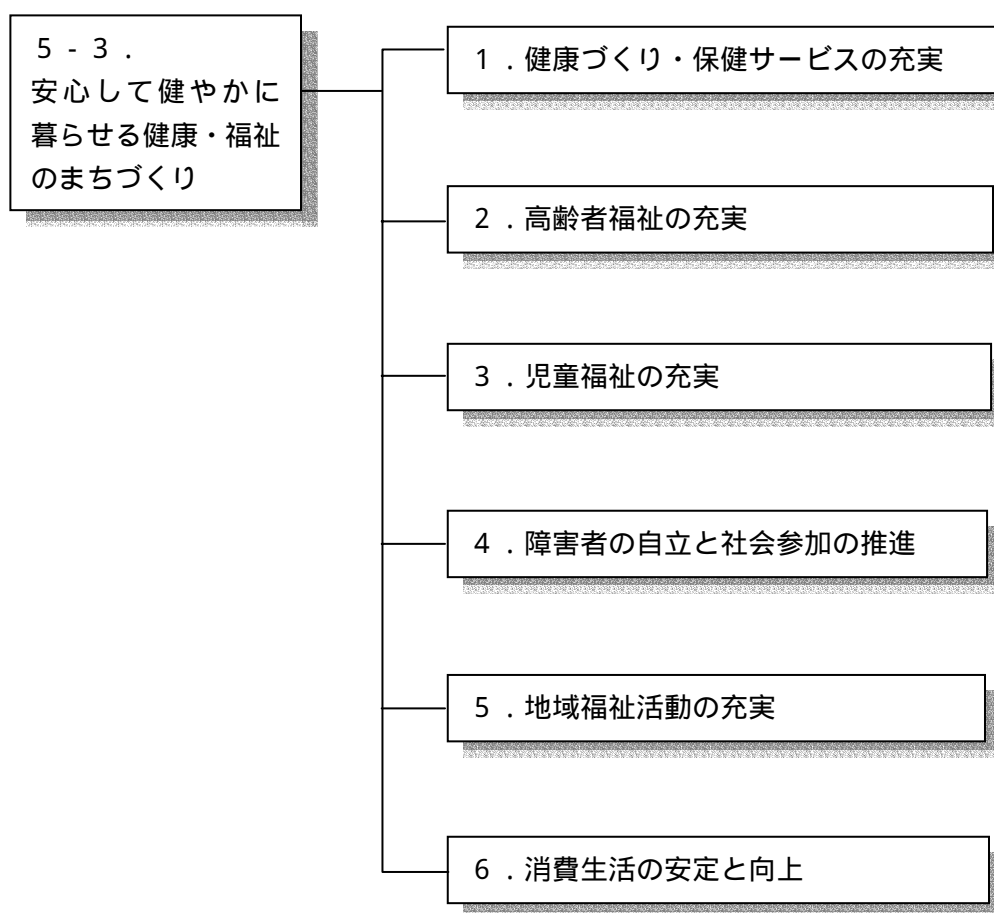 ５-３．
安心して健やかに
暮らせる健康・福祉
のまちづくり
１．健康づくり・保健サービスの充実
２．高齢者福祉の充実
３．児童福祉の充実
４．障害者の自立と社会参加の推進
５．地域福祉活動の充実
６．消費生活の安定と向上